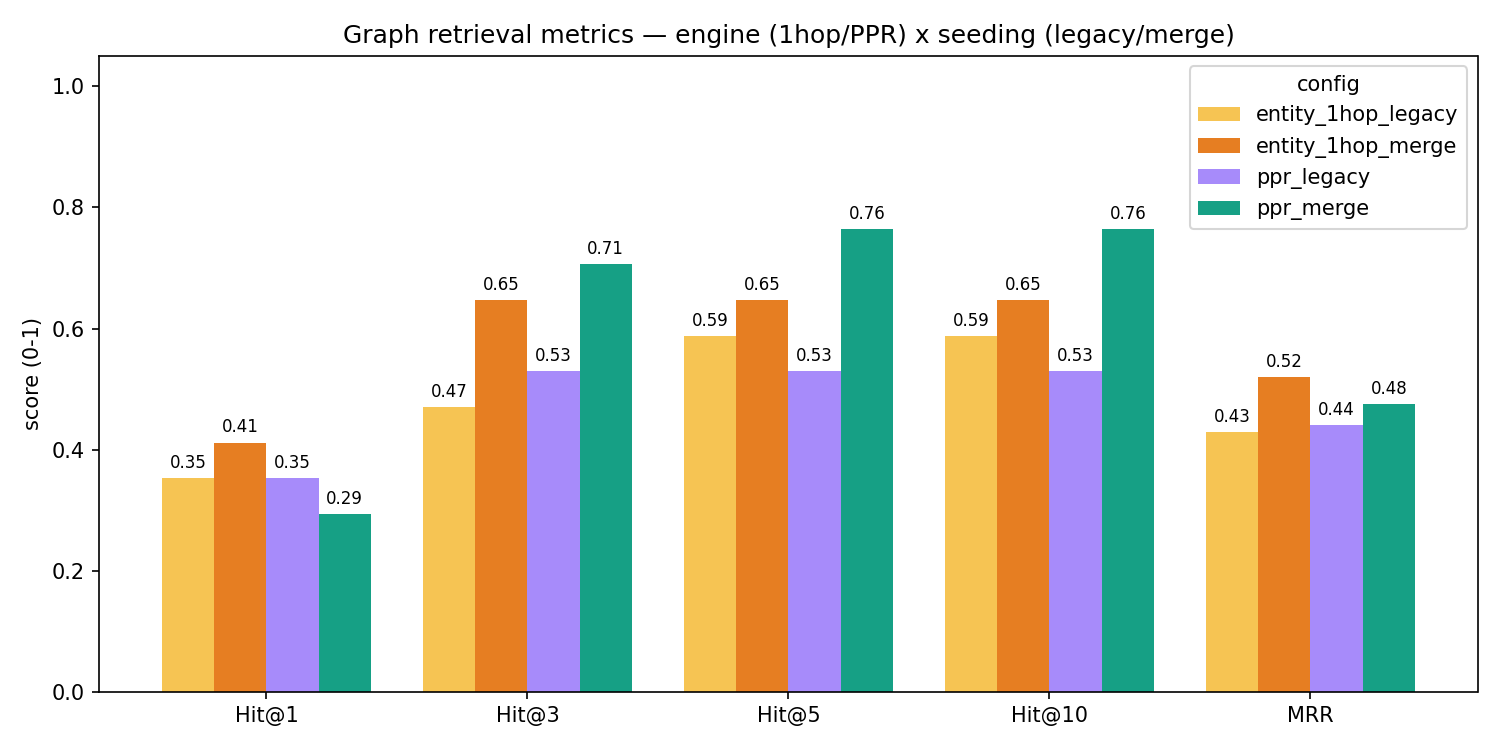 Graph retrieval metrics — engine (1hop/PPR) x seeding (legacy/merge)
config
entity_1hop_legacy
entity_1hop_merge
ppr_legacy
ppr_merge
score (0-1)
1.0
0.8
0.6
0.4
0.2
0.0
0.35
0.41
0.35
0.29
0.47
0.65
0.53
0.71
0.59
0.65
0.53
0.76
0.59
0.65
0.53
0.76
0.43
0.52
0.44
0.48
Hit@1
Hit@3
Hit@5
Hit@10
MRR